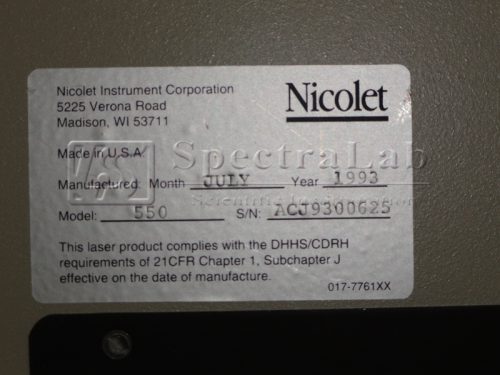 Nicolet Instrument Corporation
5225 Verona Road
Madison, WI 53711
Nicolet
Made in U.S.A
SpectraLab
Manufactured: Month JULY Year 1993
Scientific
Model: 550 S/N: ACJ9300625
This laser product complies with the DHHS/CDRH
requirements of 21CFR Chapter 1, Subchapter J
effective on the date of manufacture.
017-7761XX